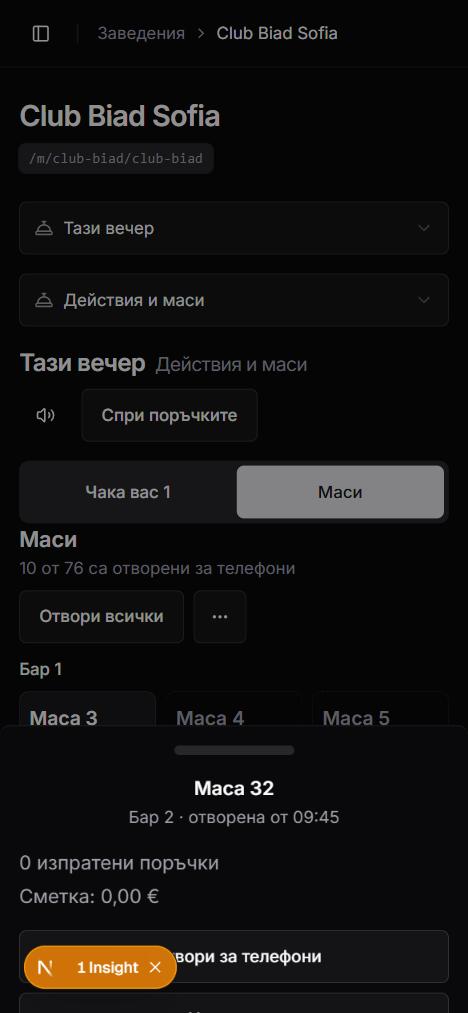 Заведения > Club Biad Sofia
Club Biad Sofia
/m/club-biad/club-biad
Тази вечер
Действия и маси
Тази вечер Действия и маси
Спри поръчките
Чака вас 1 Маси
Маси
10 от 76 са отворени за телефони
Отвори всички ...
Бар 1
Маса 3 Маса 4 Маса 5
Маса 32
Бар 2 · отворена от 09:45
0 изпратени поръчки
Сметка: 0,00 €
за телефони
N 1 Insight ×